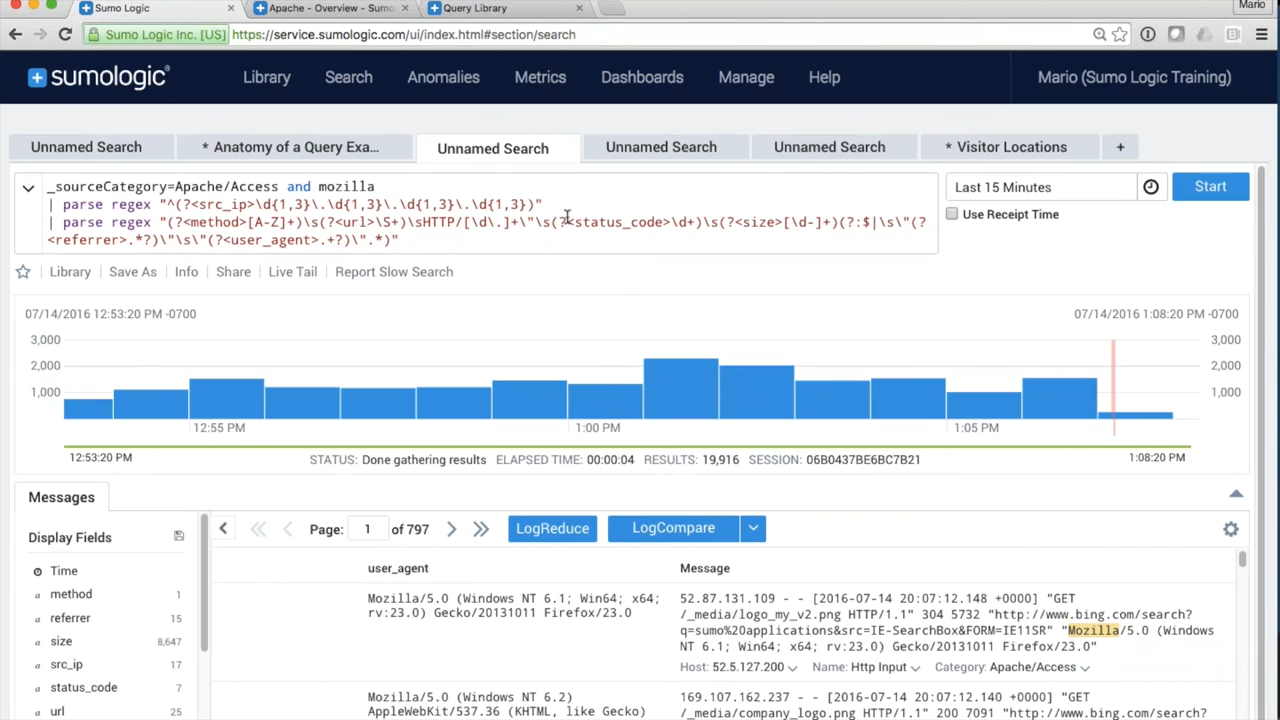 Sumo Logic
Apache - Overview - Sumo
Query Library
Mario
Sumo Logic Inc. [US]
https://service.sumologic.com/ui/index.html#section/search
sumologic
Library
Search
Anomalies
Metrics
Dashboards
Manage
Help
Mario (Sumo Logic Training)
Unnamed Search
* Anatomy of a Query Exa...
Unnamed Search
Unnamed Search
Unnamed Search
* Visitor Locations
+
_sourceCategory=Apache/Access and mozilla
| parse regex "^(?<src_ip>\d{1,3}\.\d{1,3}\.\d{1,3}\.\d{1,3})"
| parse regex "(?<method>[A-Z]+)\s(?<url>\S+)\sHTTP/[\d\.]+\"\s(?<status_code>\d+)\s(?<size>[\d-]+)(?:$|\s\"(?
<referrer>.*?)\"\s\"(?<user_agent>.+?)\".*)"
Last 15 Minutes
Start
Use Receipt Time
Library
Save As
Info
Share
Live Tail
Report Slow Search
07/14/2016 12:53:20 PM -0700
07/14/2016 1:08:20 PM -0700
3,000
2,000
1,000
3,000
2,000
1,000
12:55 PM
1:00 PM
1:05 PM
12:53:20 PM
STATUS: Done gathering results
ELAPSED TIME: 00:00:04
RESULTS: 19,916
SESSION: 06B0437BE6BC7B21
1:08:20 PM
Messages
Display Fields
a Time
a method 1
a referrer 15
a size 8,647
a src_ip 17
a status_code 7
a url 25
Page: 1 of 797
LogReduce
LogCompare
user_agent
Message
Mozilla/5.0 (Windows NT 6.1; Win64; x64;
rv:23.0) Gecko/20131011 Firefox/23.0
52.87.131.109 - - [2016-07-14 20:07:12.148 +0000] "GET
/_media/logo_my_v2.png HTTP/1.1" 304 5732 "http://www.bing.com/search?
q=sumo%20applications&src=IE-SearchBox&FORM=IE11SR" "Mozilla/5.0 (Windows
NT 6.1; Win64; x64; rv:23.0) Gecko/20131011 Firefox/23.0"
Host: 52.5.127.200
Name: Http Input
Category: Apache/Access
Mozilla/5.0 (Windows NT 6.2)
AppleWebKit/537.36 (KHTML, like Gecko)
169.107.162.237 - - [2016-07-14 20:07:12.140 +0000] "GET
/_media/company_logo.png HTTP/1.1" 200 7091 "http://www.bing.com/search?